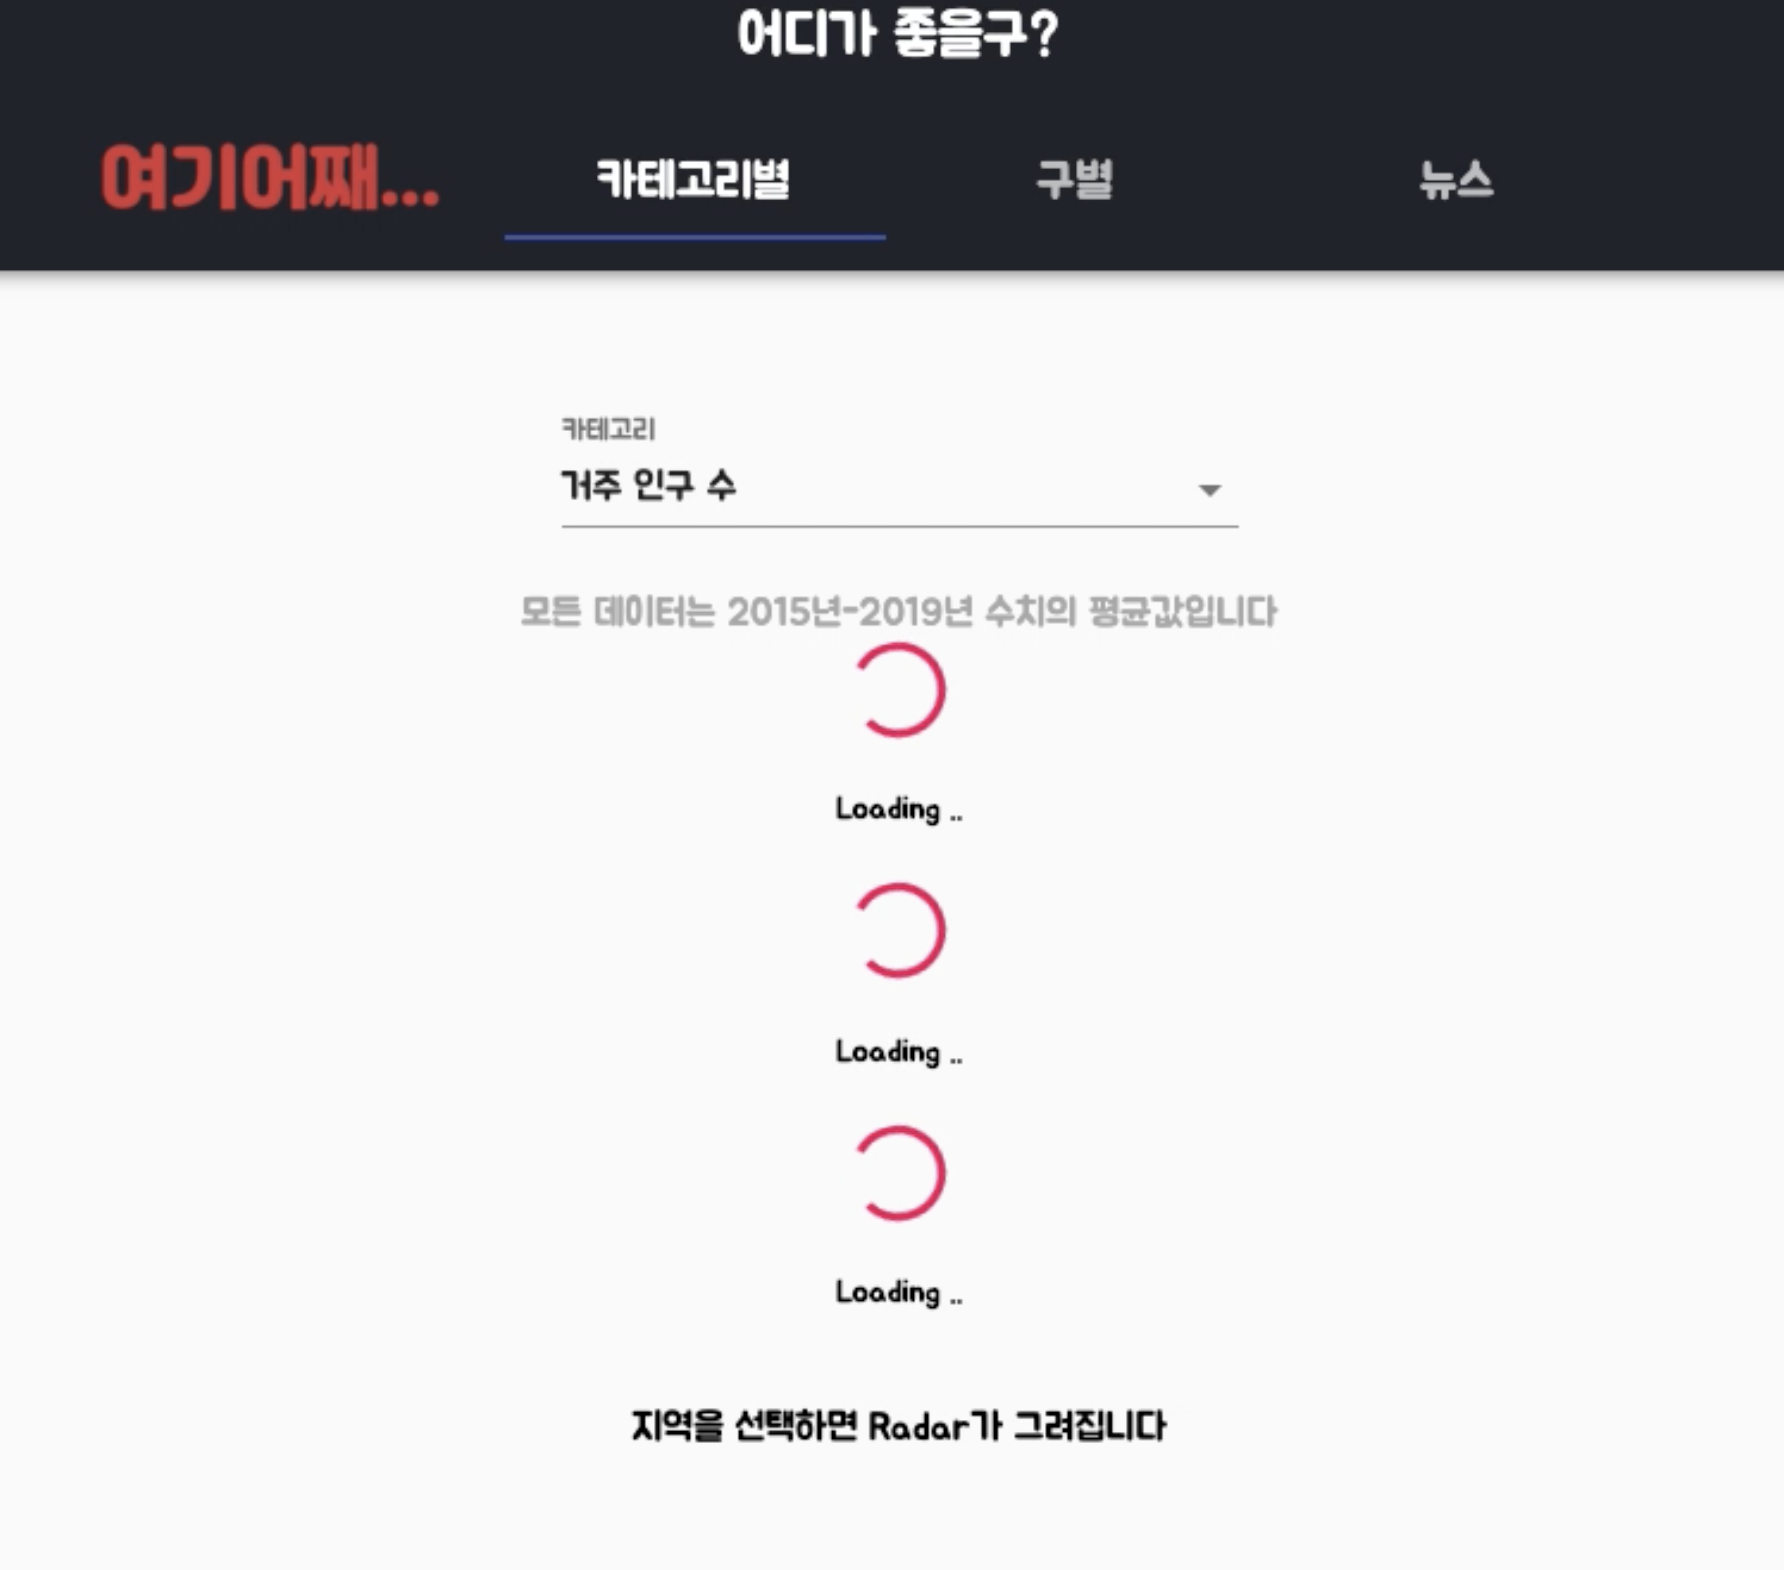 어디가 좋을구?
여기어째... 카테고리별 구별 뉴스
카테고리
거주 인구 수
모든 데이터는 2015년-2019년 수치의 평균값입니다
Loading ..
Loading ..
Loading ..
지역을 선택하면 Radar가 그려집니다